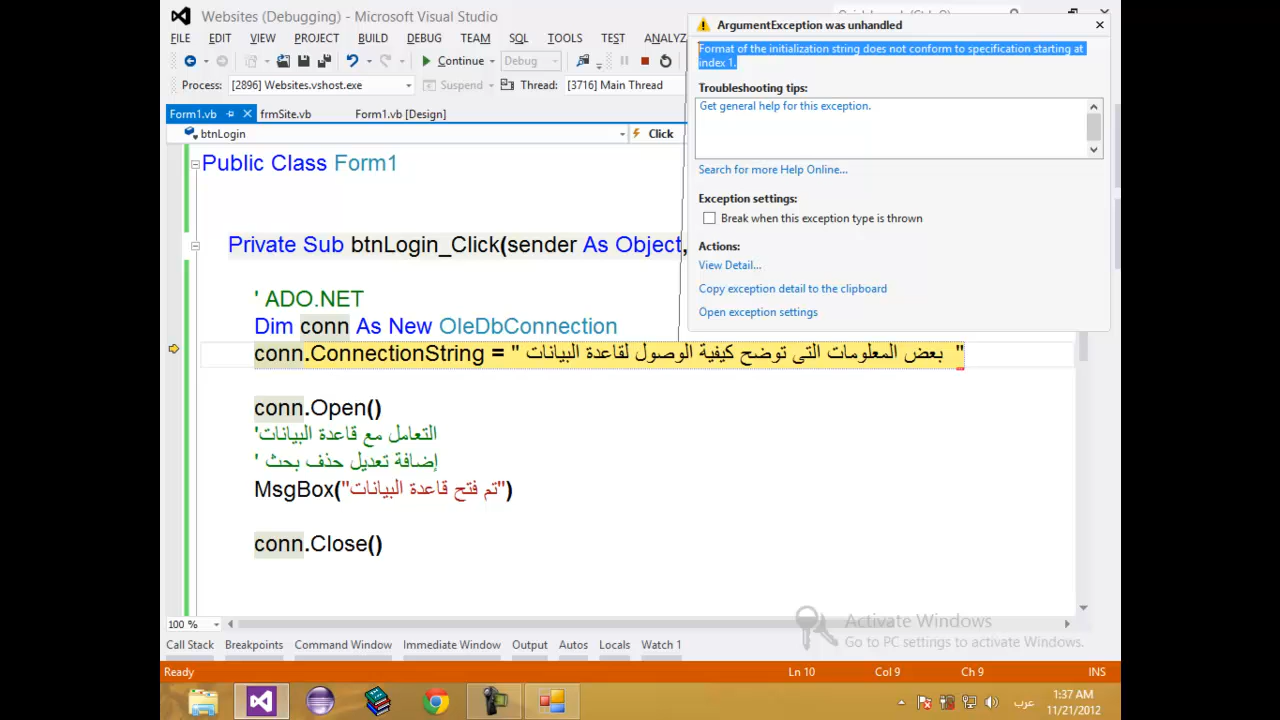 Websites (Debugging) - Microsoft Visual Studio
FILE EDIT VIEW PROJECT BUILD DEBUG TEAM SQL TOOLS TEST ANALYZ
Continue Debug
Process: [2896] Websites.vshost.exe Suspend Thread: [3716] Main Thread
Form1.vb frmSite.vb Form1.vb [Design]
btnLogin Click
ArgumentException was unhandled
Format of the initialization string does not conform to specification starting at
index 1.
Troubleshooting tips:
Get general help for this exception.
Search for more Help Online...
Exception settings:
Break when this exception type is thrown
Actions:
View Detail...
Copy exception detail to the clipboard
Open exception settings
Public Class Form1
Private Sub btnLogin_Click(sender As Object,
' ADO.NET
Dim conn As New OleDbConnection
conn.ConnectionString = " بعض المعلومات التى توضح كيفية الوصول لقاعدة البيانات "
conn.Open()
'التعامل مع قاعدة البيانات
' إضافة تعديل حذف بحث
MsgBox("تم فتح قاعدة البيانات")
conn.Close()
Activate Windows
Go to PC settings to activate Windows.
100 %
Call Stack Breakpoints Command Window Immediate Window Output Autos Locals Watch 1
Ready Ln 10 Col 9 Ch 9 INS
عرب 1:37 AM
11/21/2012